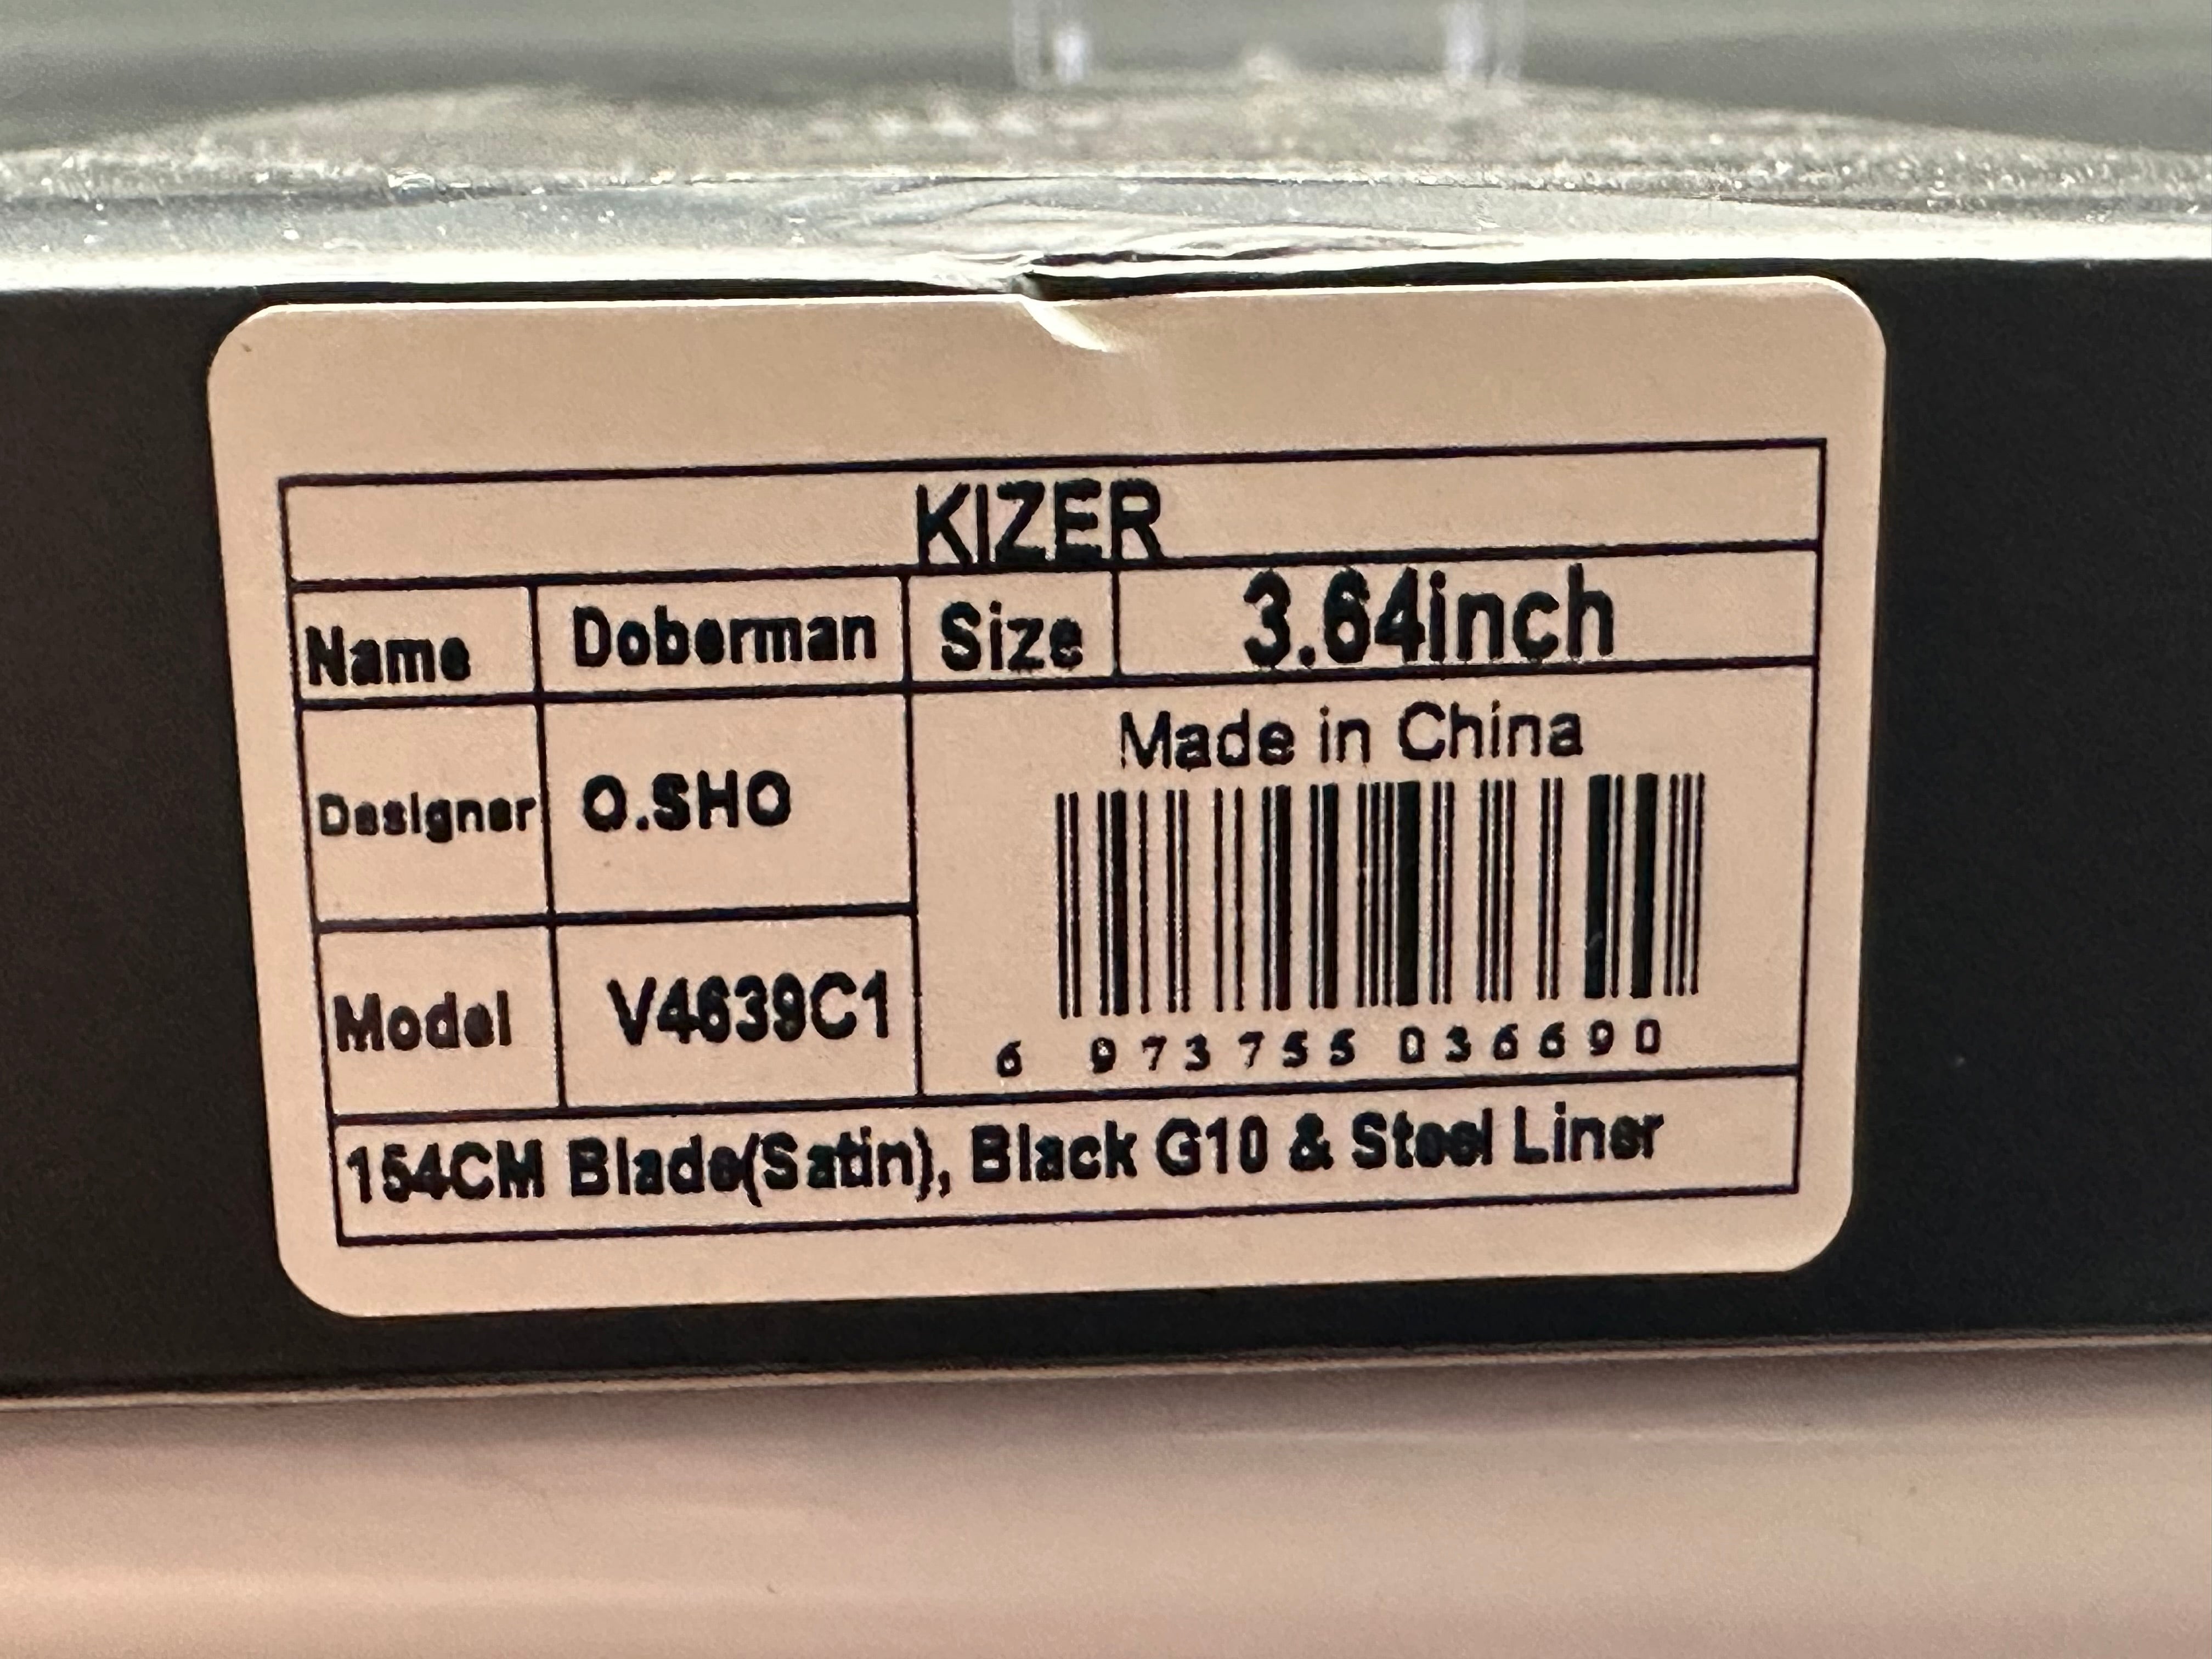 KIZER
Name Doberman Size 3.64inch
Made in China
Designer O.SHO
Model V4639C1
6 973755 036690
154CM Blade(Satin), Black G10 & Steel Liner